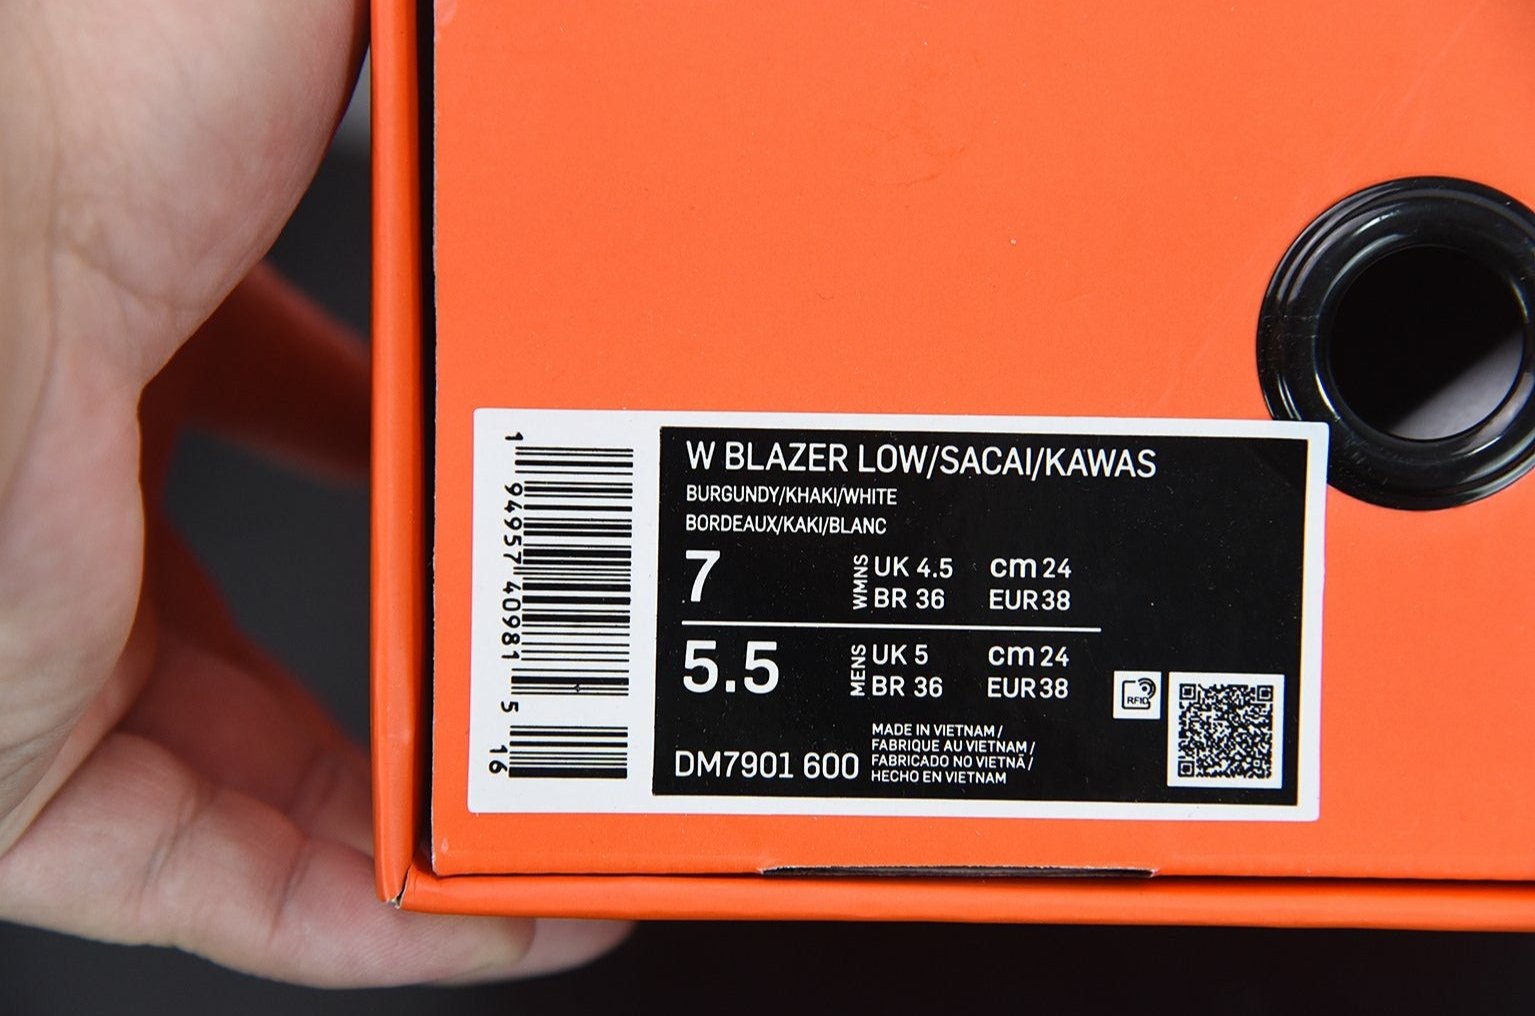 W BLAZER LOW/SACAI/KAWAS
BURGUNDY/KHAKI/WHITE
BORDEAUX/KAKI/BLANC
7
WMNS
UK 4.5 cm 24
BR 36 EUR 38
5.5
MENS
UK 5 cm 24
BR 36 EUR 38
DM7901 600
MADE IN VIETNAM /
FABRIQUE AU VIETNAM /
FABRICADO NO VIETNÃ /
HECHO EN VIETNAM
RFID
1 94957 40981 5 16